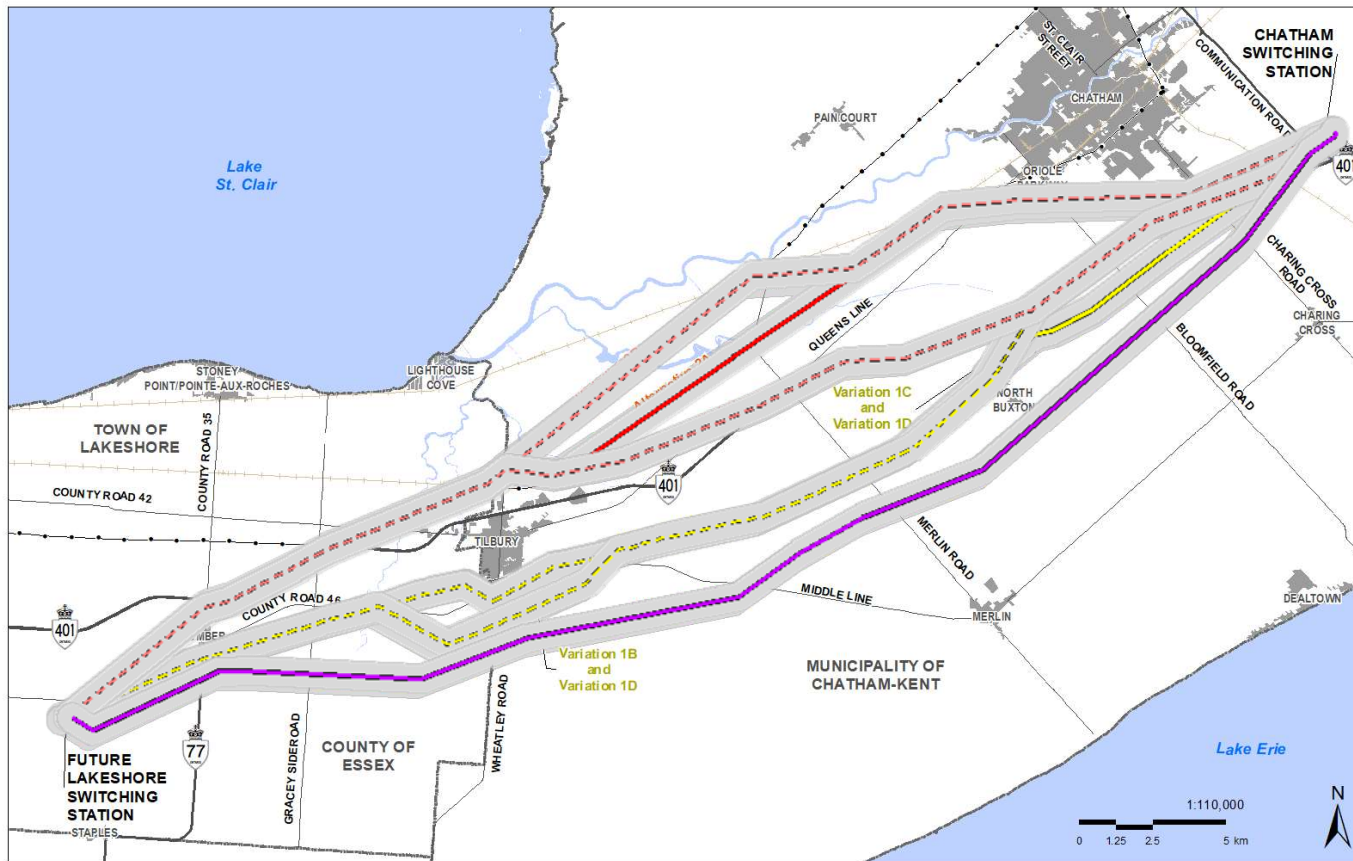 CHATHAM
SWITCHING
STATION
COMMUNICATION ROAD
ST. CLAIR
STREET
CHATHAM
PAIN COURT
Lake
St. Clair
ORIOLE
401
QUEENS LINE
CHARING CROSS
ROAD
CHARING
CROSS
BLOOMFIELD ROAD
STONEY
POINT/POINTE-AUX-ROCHES
LIGHTHOUSE
COVE
TOWN OF
LAKESHORE
COUNTY ROAD 35
COUNTY ROAD 42
Variation 1C
and
Variation 1D
NORTH
BUXTON
401
TILBURY
MERLIN ROAD
MIDDLE LINE
MERLIN
DEALTOWN
COUNTY ROAD 46
401
Variation 1B
and
Variation 1D
MUNICIPALITY OF
CHATHAM-KENT
WHEATLEY ROAD
GRACEY SIDEROAD
COUNTY OF
ESSEX
77
FUTURE
LAKESHORE
SWITCHING
STATION
STAPLES
Lake Erie
1:110,000
0 1.25 2.5 5 km
N